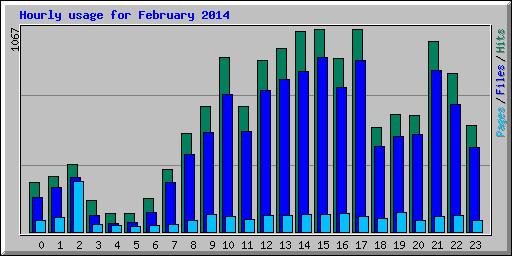 Hourly usage for February 2014
1067
Pages/Files/Hits
0 1 2 3 4 5 6 7 8 9 10 11 12 13 14 15 16 17 18 19 20 21 22 23